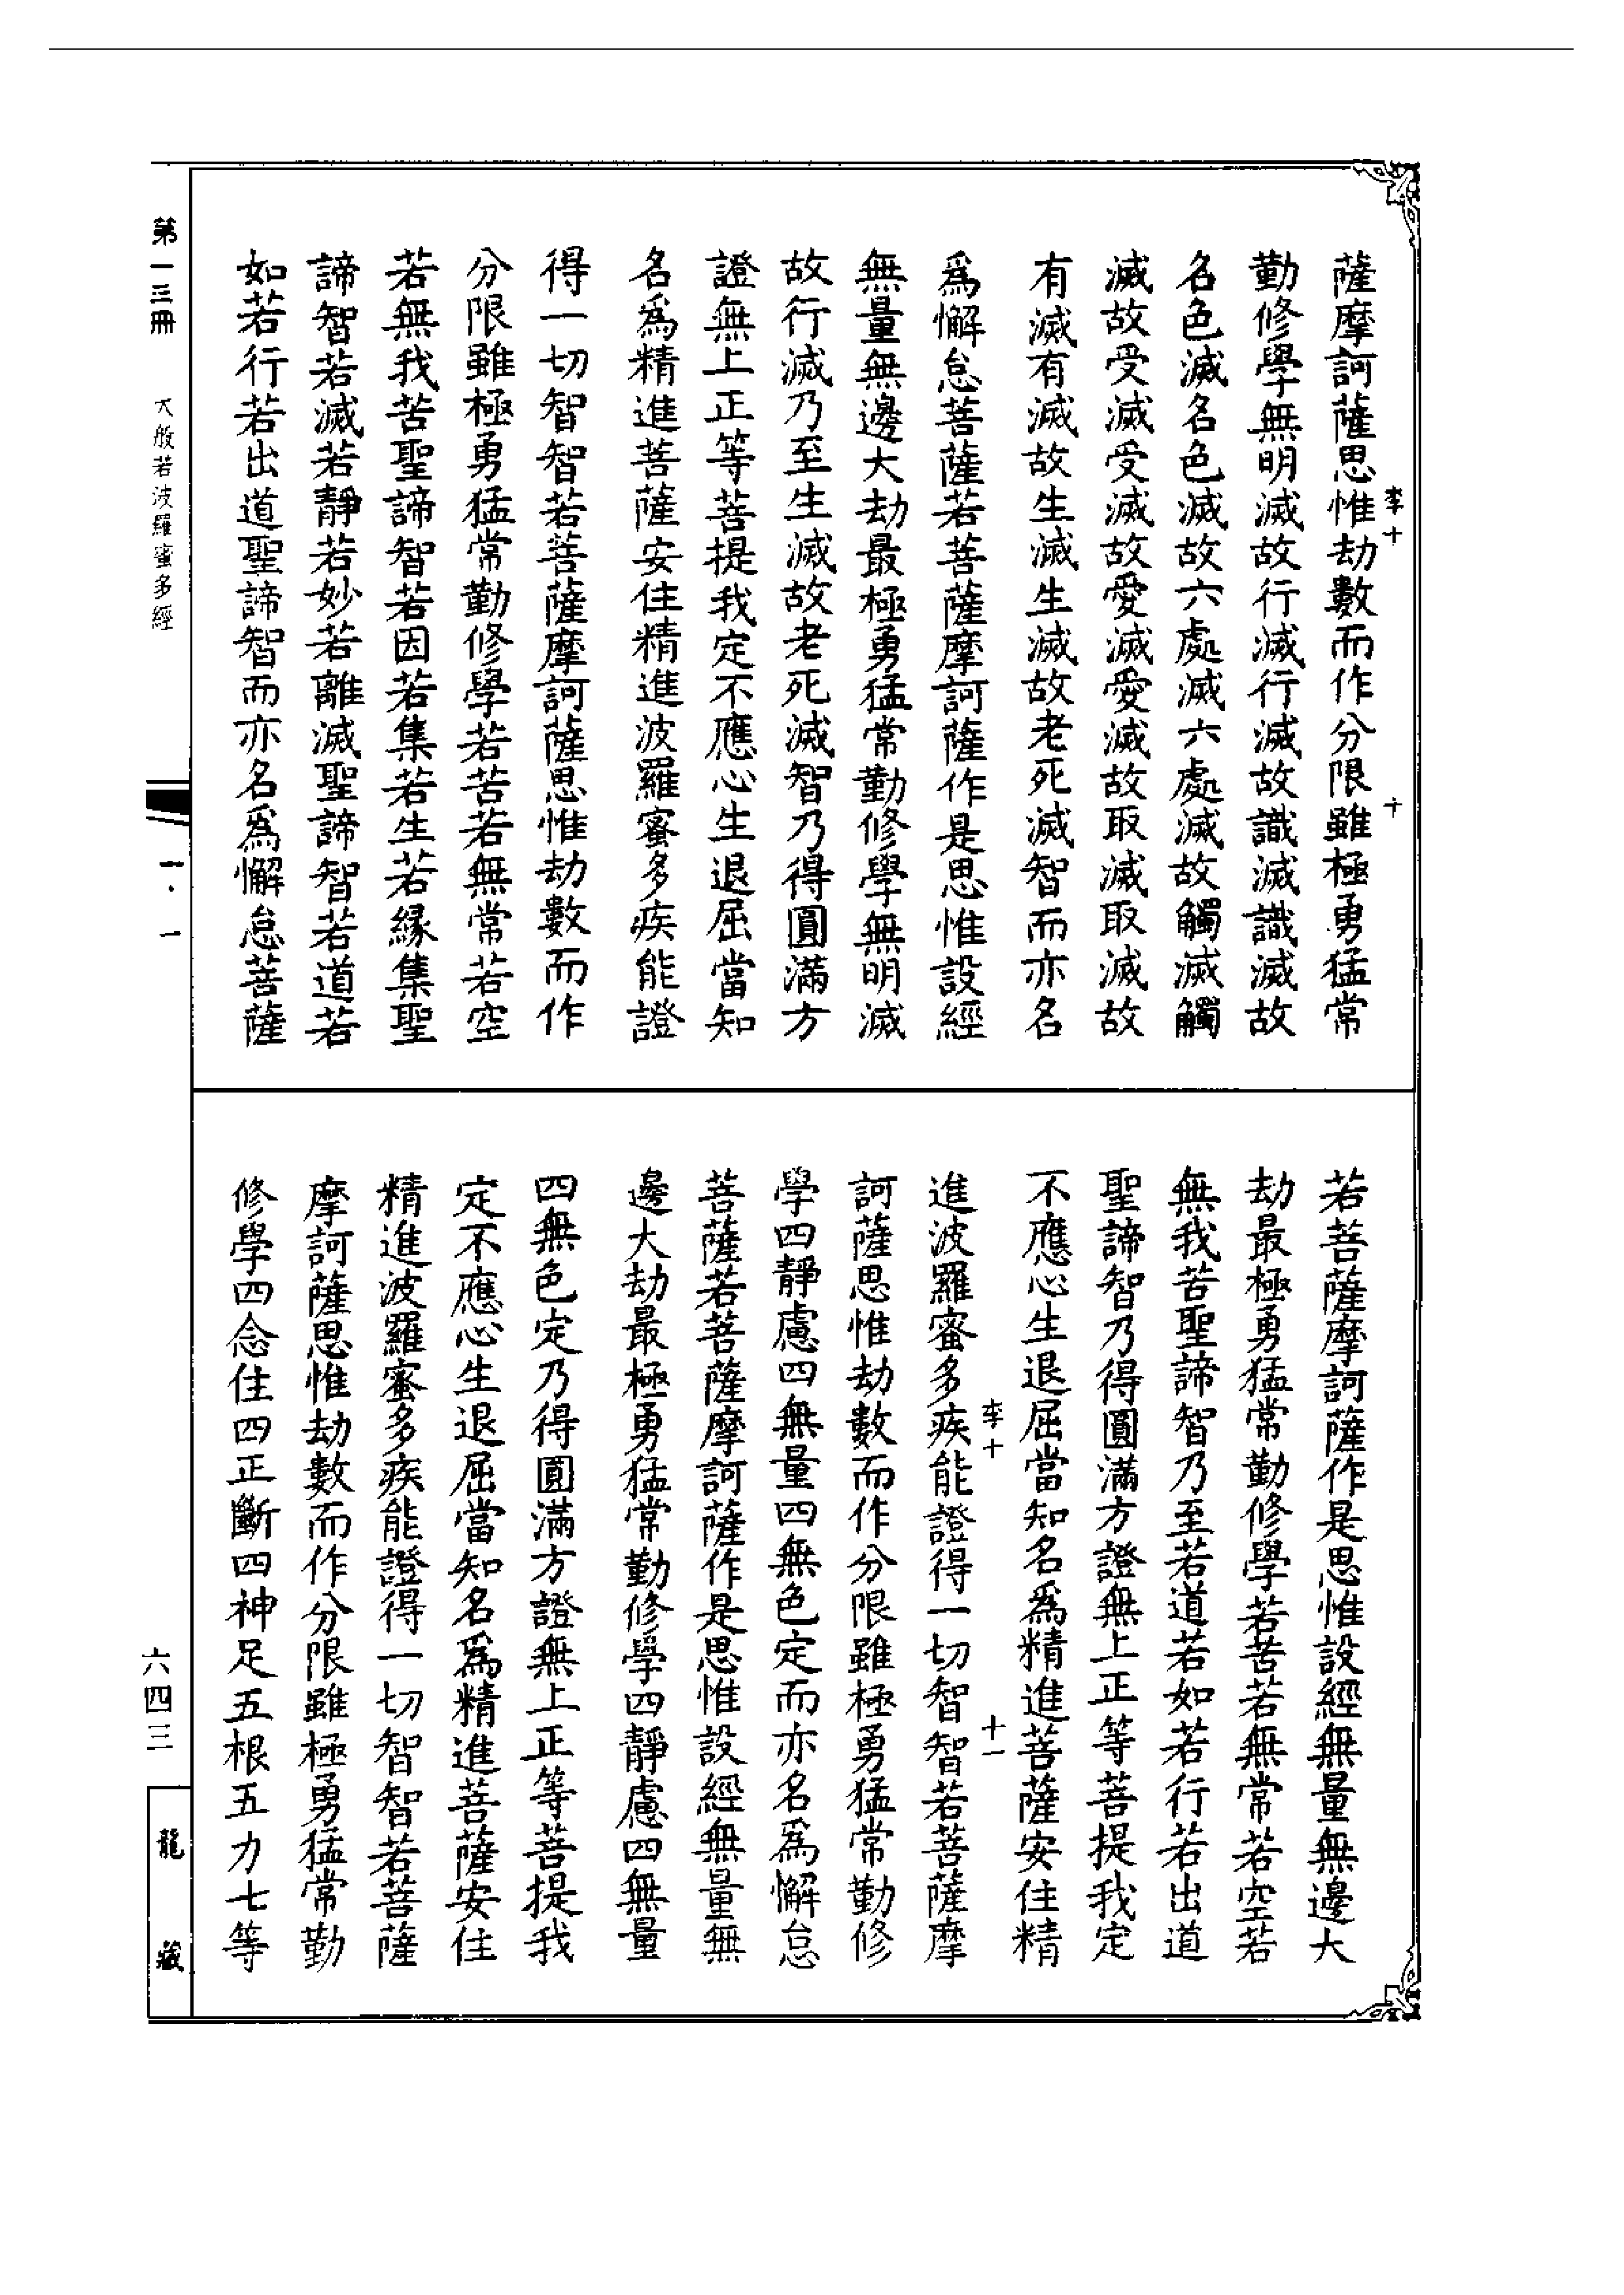 薩摩訶薩思惟劫數而作分限雖極勇猛常
勤修學無明滅故行滅行滅故識滅識滅故
名色滅名色滅故六處滅六處滅故觸滅觸
滅故受滅受滅故愛滅愛滅故取滅取滅故
有滅有滅故生滅生滅故老死滅智而亦名
爲懈怠菩薩若菩薩摩訶薩作是思惟設經
無量無邊大劫最極勇猛常勤修學無明滅
故行滅乃至生滅故老死滅智乃得圓滿方
證無上正等菩提我定不應心生退屈當知
名爲精進菩薩安住精進波羅蜜多疾能證
得一切智智若菩薩摩訶薩思惟劫數而作
分限雖極勇猛常勤修學若苦若無常若空
若無我苦聖諦智若因若集若生若緣集聖
諦智若滅若靜若妙若離滅聖諦智若道若
如若行若出道聖諦智而亦名爲懈怠菩薩
李十
十
若菩薩摩訶薩作是思惟設經無量無邊大
劫最極勇猛常勤修學若苦若無常若空若
無我苦聖諦智乃至若道若如若行若出道
聖諦智乃得圓滿方證無上正等菩提我定
不應心生退屈當知名爲精進菩薩安住精
李十
十一
進波羅蜜多疾能證得一切智智若菩薩摩
訶薩思惟劫數而作分限雖極勇猛常勤修
學四靜慮四無量四無色定而亦名爲懈怠
菩薩若菩薩摩訶薩作是思惟設經無量無
邊大劫最極勇猛常勤修學四靜慮四無量
四無色定乃得圓滿方證無上正等菩提我
定不應心生退屈當知名爲精進菩薩安住
精進波羅蜜多疾能證得一切智智若菩薩
摩訶薩思惟劫數而作分限雖極勇猛常勤
修學四念住四正斷四神足五根五力七等
第一三冊
大般若波羅蜜多經
一·一
六四三
龍藏